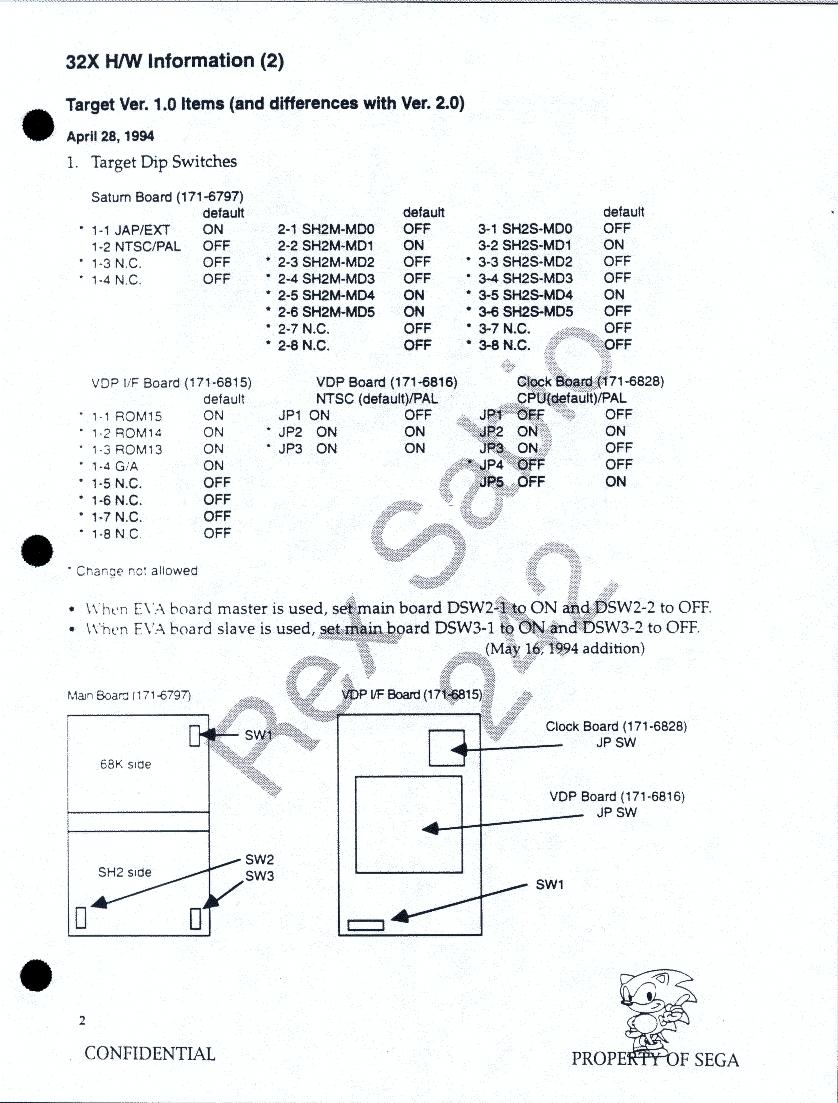 32X H/W Information (2)
Target Ver. 1.0 Items (and differences with Ver. 2.0)
April 28, 1994
1. Target Dip Switches
Saturn Board (171-6797)
default default default
* 1-1 JAP/EXT ON 2-1 SH2M-MD0 OFF 3-1 SH2S-MD0 OFF
1-2 NTSC/PAL OFF 2-2 SH2M-MD1 ON 3-2 SH2S-MD1 ON
* 1-3 N.C. OFF * 2-3 SH2M-MD2 OFF * 3-3 SH2S-MD2 OFF
* 1-4 N.C. OFF * 2-4 SH2M-MD3 OFF * 3-4 SH2S-MD3 OFF
* 2-5 SH2M-MD4 ON * 3-5 SH2S-MD4 ON
* 2-6 SH2M-MD5 ON * 3-6 SH2S-MD5 OFF
* 2-7 N.C. OFF * 3-7 N.C. OFF
* 2-8 N.C. OFF * 3-8 N.C. OFF
VDP I/F Board (171-6815) VDP Board (171-6816) Clock Board (171-6828)
default NTSC (default)/PAL CPU(default)/PAL
* 1-1 ROM15 ON JP1 ON OFF JP1 OFF OFF
* 1-2 ROM14 ON * JP2 ON ON JP2 ON ON
* 1-3 ROM13 ON * JP3 ON ON JP3 ON OFF
* 1-4 G/A ON * JP4 OFF OFF
* 1-5 N.C. OFF JP5 OFF ON
* 1-6 N.C. OFF
* 1-7 N.C. OFF
* 1-8 N.C. OFF
* Change not allowed
• When EVA board master is used, set main board DSW2-1 to ON and DSW2-2 to OFF.
• When EVA board slave is used, set main board DSW3-1 to ON and DSW3-2 to OFF.
(May 16, 1994 addition)
Main Board (171-6797) VDP I/F Board (171-6815)
SW1
68K side
SH2 side
SW2
SW3
Clock Board (171-6828)
JP SW
VDP Board (171-6816)
JP SW
SW1
Rex Sabio
242
2
CONFIDENTIAL PROPERTY OF SEGA